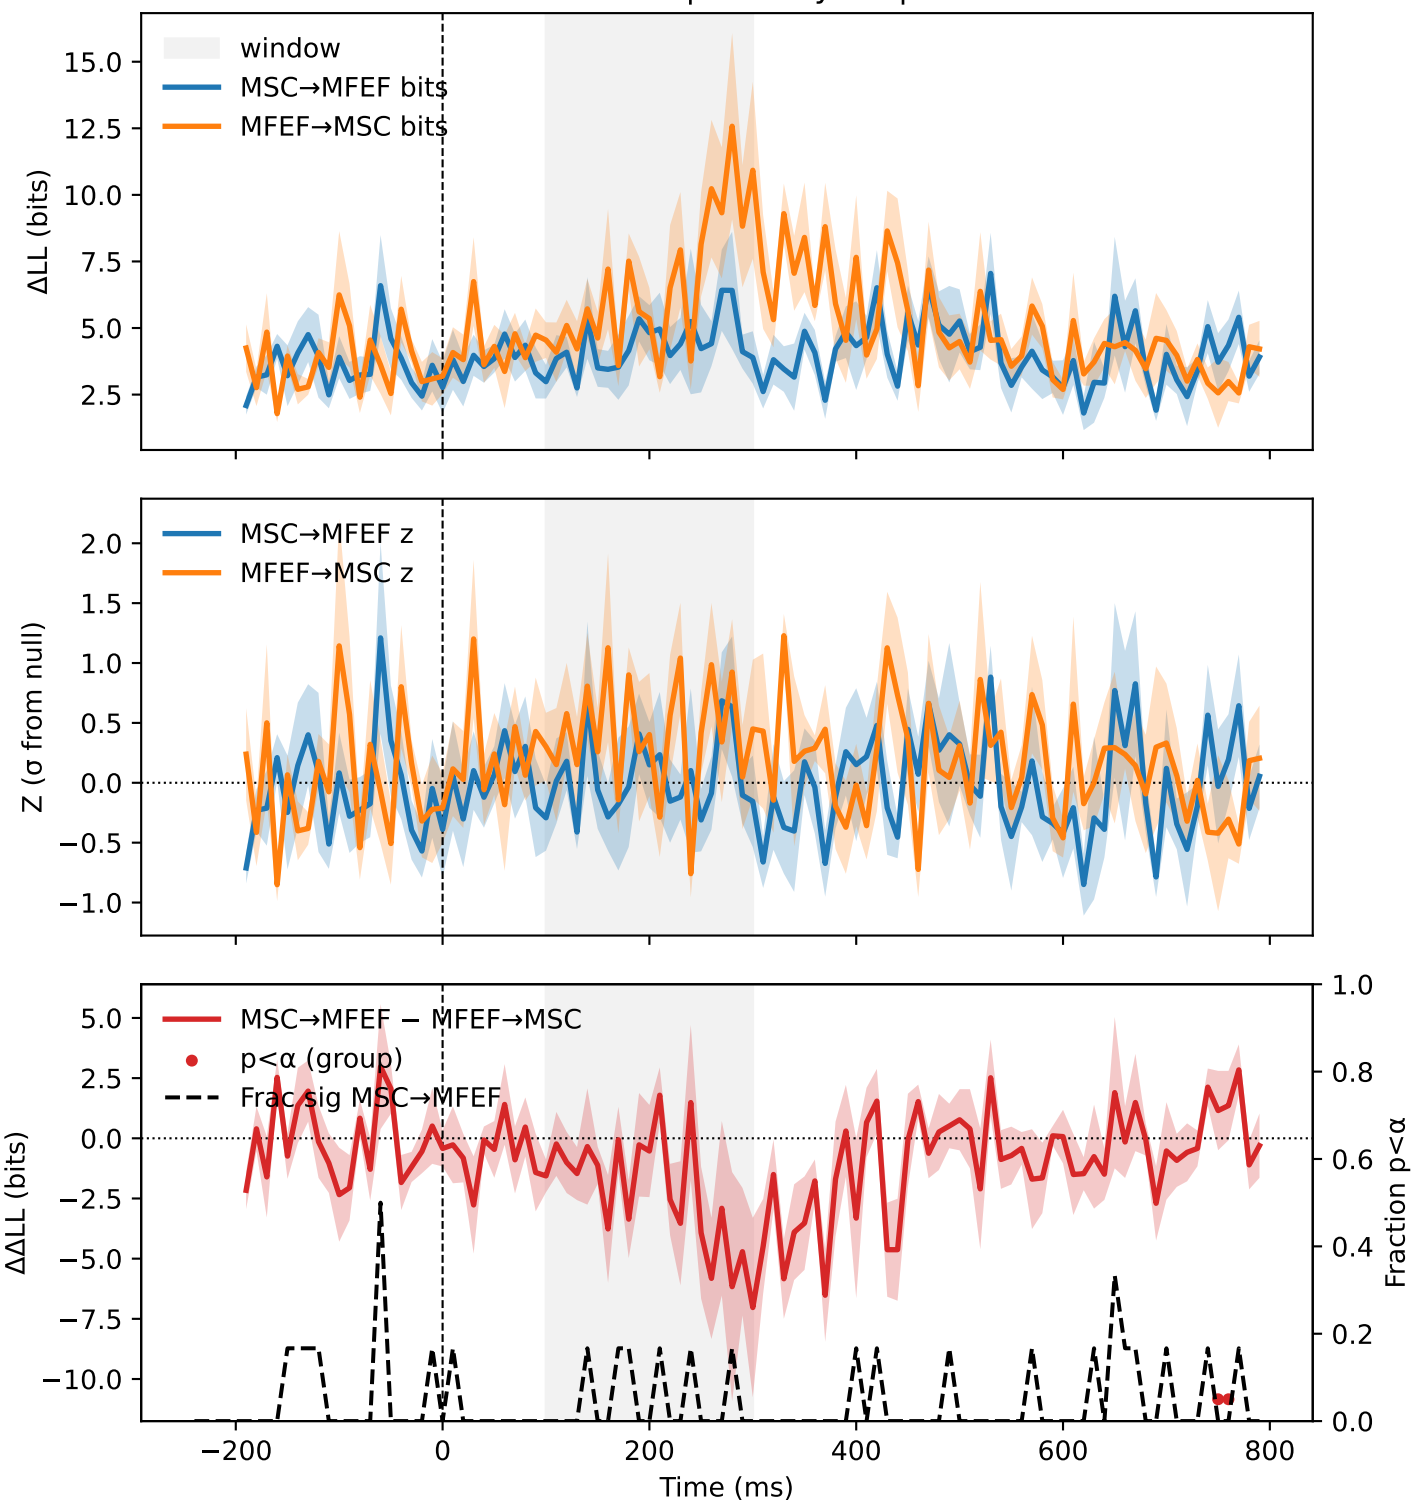 15.0
12.5
10.0
7.5
5.0
2.5
ΔLL (bits)
window
MSC→MFEF bits
MFEF→MSC bits
2.0
1.5
1.0
0.5
0.0
−0.5
−1.0
Z (σ from null)
MSC→MFEF z
MFEF→MSC z
5.0
2.5
0.0
−2.5
−5.0
−7.5
−10.0
ΔΔLL (bits)
MSC→MFEF − MFEF→MSC
p<α (group)
Frac sig MSC→MFEF
1.0
0.8
0.6
0.4
0.2
0.0
Fraction p<α
−200
0
200
400
600
800
Time (ms)